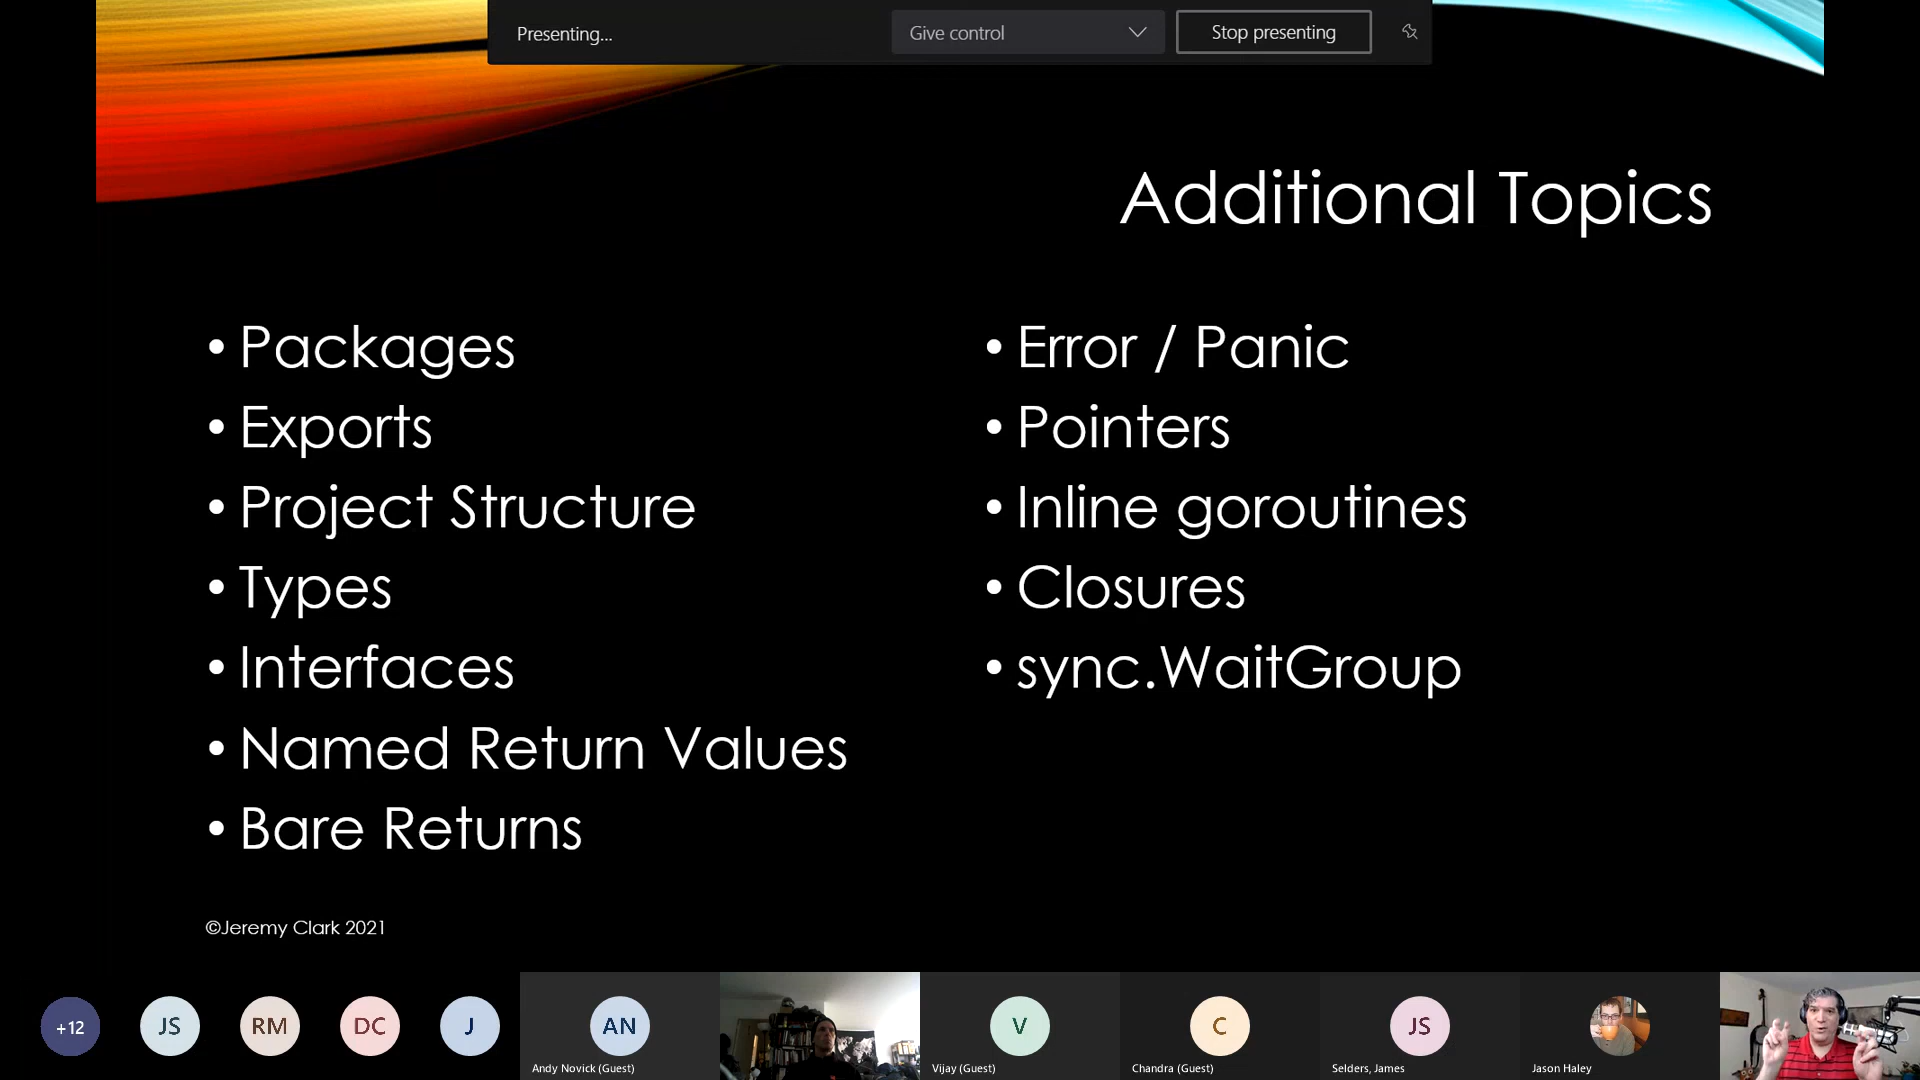 Presenting...
Give control
Stop presenting
Additional Topics
• Packages
• Exports
• Project Structure
• Types
• Interfaces
• Named Return Values
• Bare Returns
• Error / Panic
• Pointers
• Inline goroutines
• Closures
• sync.WaitGroup
©Jeremy Clark 2021
+12
JS
RM
DC
J
AN
Andy Novick (Guest)
V
Vijay (Guest)
C
Chandra (Guest)
JS
Selders, James
Jason Haley